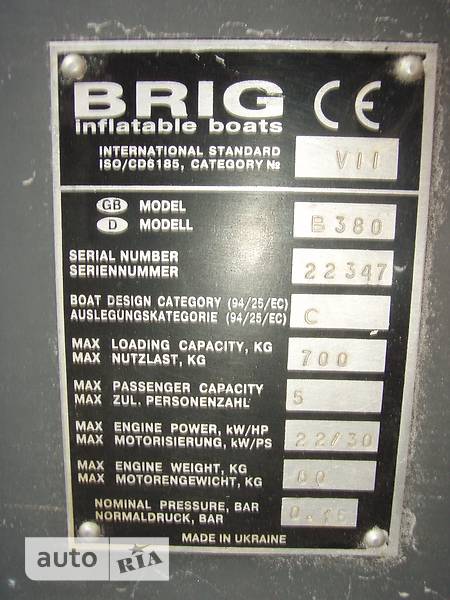 BRIG CE
inflatable boats
INTERNATIONAL STANDARD
ISO/CD6185, CATEGORY № VII
GB MODEL
D MODELL B380
SERIAL NUMBER
SERIENNUMMER 22347
BOAT DESIGN CATEGORY (94/25/EC)
AUSLEGUNGSKATEGORIE (94/25/EC) C
MAX LOADING CAPACITY, KG
MAX NUTZLAST, KG 700
MAX PASSENGER CAPACITY
MAX ZUL. PERSONENZAHL 5
MAX ENGINE POWER, kW/HP
MAX MOTORISIERUNG, kW/PS 22/30
MAX ENGINE WEIGHT, KG
MAX MOTORENGEWICHT, KG
NOMINAL PRESSURE, BAR
NORMALDRUCK, BAR
MADE IN UKRAINE
auto RIA